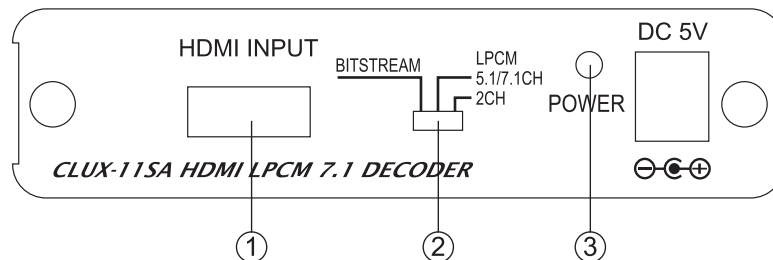 HDMI INPUT
BITSTREAM
LPCM
5.1/7.1CH
2CH
POWER
DC 5V
CLUX-11SA HDMI LPCM 7.1 DECODER
1
2
3